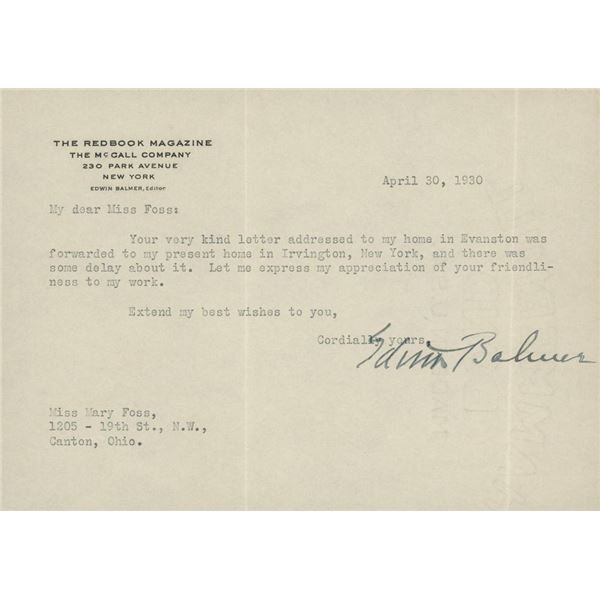 THE REDBOOK MAGAZINE
THE McCALL COMPANY
230 PARK AVENUE
NEW YORK
EDWIN BALMER, Editor
April 30, 1930
My dear Miss Foss:
Your very kind letter addressed to my home in Evanston was
forwarded to my present home in Irvington, New York, and there was
some delay about it. Let me express my appreciation of your friendli-
ness to my work.
Extend my best wishes to you,
Cordially yours,
Edwin Balmer
Miss Mary Foss,
1205 - 19th St., N.W.,
Canton, Ohio.